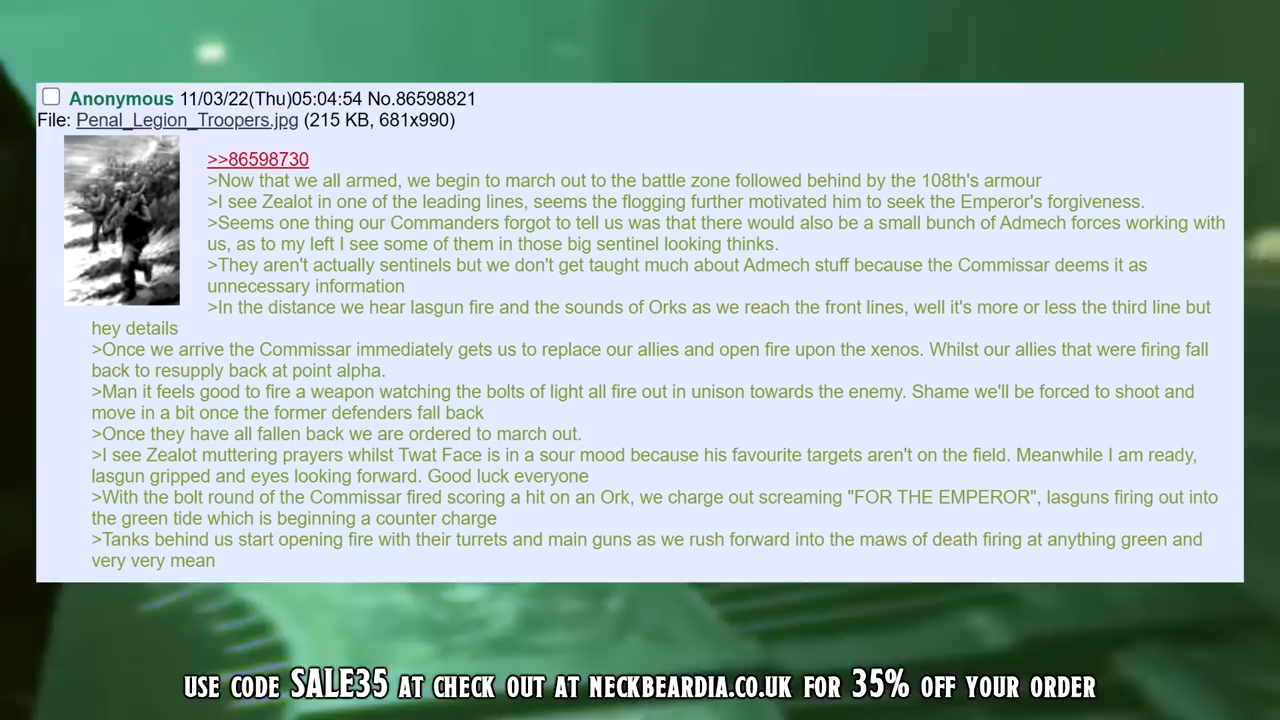 Anonymous 11/03/22(Thu)05:04:54 No.86598821
File: Penal_Legion_Troopers.jpg (215 KB, 681x990)
>>86598730
>Now that we all armed, we begin to march out to the battle zone followed behind by the 108th's armour
>I see Zealot in one of the leading lines, seems the flogging further motivated him to seek the Emperor's forgiveness.
>Seems one thing our Commanders forgot to tell us was that there would also be a small bunch of Admech forces working with
us, as to my left I see some of them in those big sentinel looking thinks.
>They aren't actually sentinels but we don't get taught much about Admech stuff because the Commissar deems it as
unnecessary information
>In the distance we hear lasgun fire and the sounds of Orks as we reach the front lines, well it's more or less the third line but
hey details
>Once we arrive the Commissar immediately gets us to replace our allies and open fire upon the xenos. Whilst our allies that were firing fall
back to resupply back at point alpha.
>Man it feels good to fire a weapon watching the bolts of light all fire out in unison towards the enemy. Shame we'll be forced to shoot and
move in a bit once the former defenders fall back
>Once they have all fallen back we are ordered to march out.
>I see Zealot muttering prayers whilst Twat Face is in a sour mood because his favourite targets aren't on the field. Meanwhile I am ready,
lasgun gripped and eyes looking forward. Good luck everyone
>With the bolt round of the Commissar fired scoring a hit on an Ork, we charge out screaming "FOR THE EMPEROR", lasguns firing out into
the green tide which is beginning a counter charge
>Tanks behind us start opening fire with their turrets and main guns as we rush forward into the maws of death firing at anything green and
very very mean
USE CODE SALE35 AT CHECK OUT AT NECKBEARDIA.CO.UK FOR 35% OFF YOUR ORDER